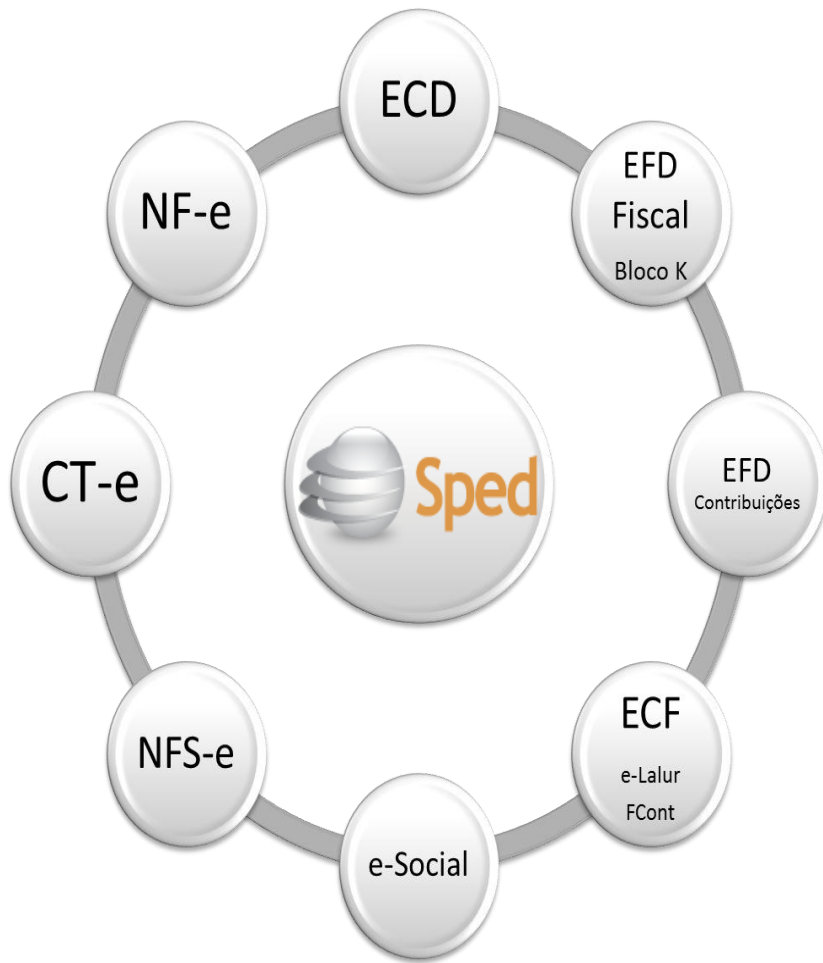 ECD
EFD
Fiscal
Bloco K
EFD
Contribuições
ECF
e-Lalur
FCont
e-Social
NFS-e
CT-e
NF-e
Sped